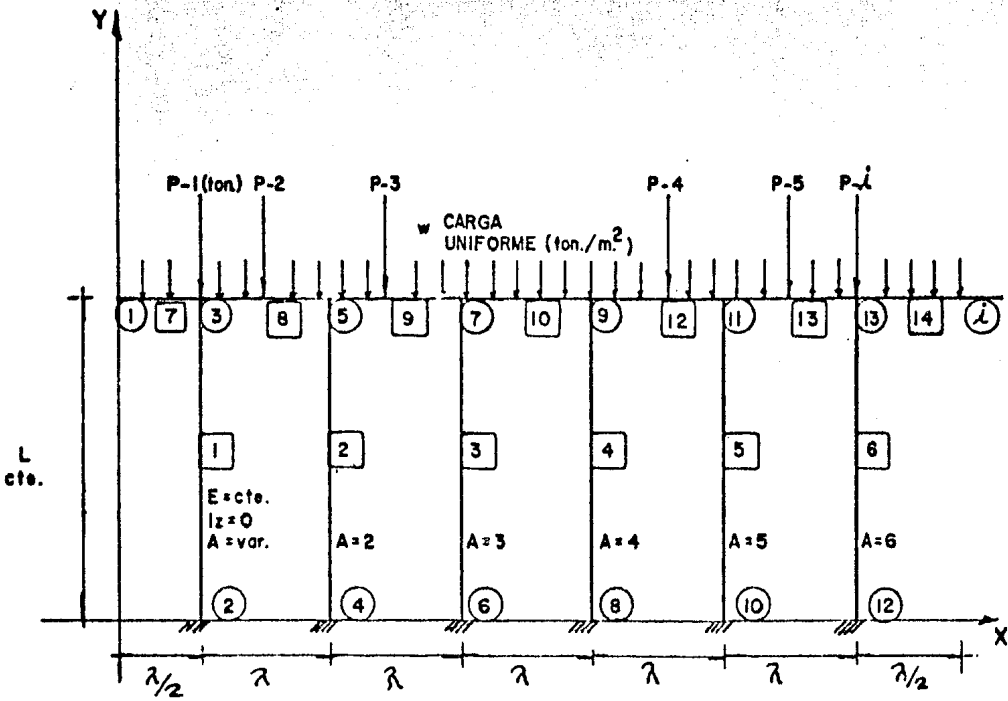 Y
P-1 (ton.) P-2 P-3 P-4 P-5 P-i
w CARGA
UNIFORME (ton./m.²)
1 7 3 8 5 9 7 10 9 12 11 13 13 14 i
L
cte.
1 2 3 4 5 6
E = cte.
Iz = 0
A = var. A = 2 A = 3 A = 4 A = 5 A = 6
2 4 6 8 10 12
X
λ/2 λ λ λ λ λ λ/2